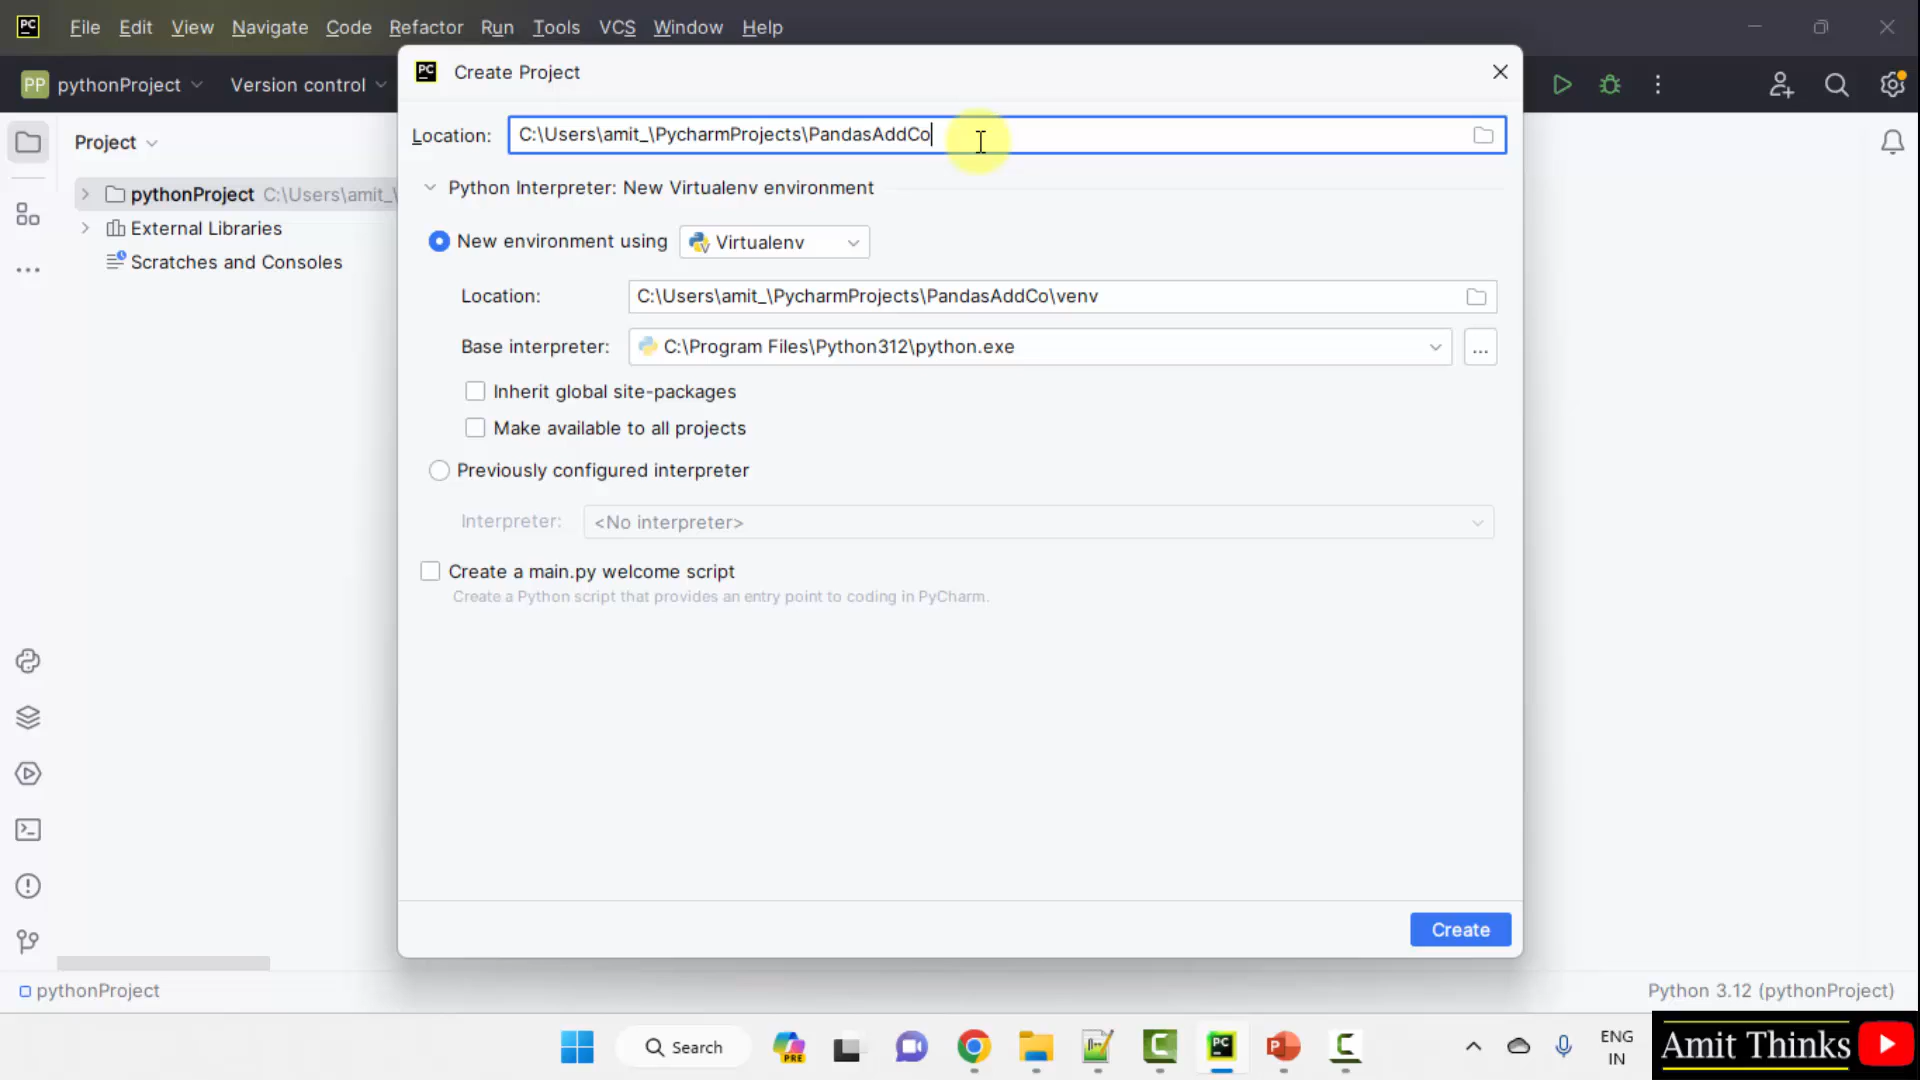 PC File Edit View Navigate Code Refactor Run Tools VCS Window Help
PP pythonProject Version control
PC Create Project
Location: C:\Users\amit_\PycharmProjects\PandasAddCo
Project
Python Interpreter: New Virtualenv environment
pythonProject C:\Users\amit_\
External Libraries
New environment using Virtualenv
Scratches and Consoles
Location: C:\Users\amit_\PycharmProjects\PandasAddCo\venv
Base interpreter: C:\Program Files\Python312\python.exe ...
Inherit global site-packages
Make available to all projects
Previously configured interpreter
Interpreter: <No interpreter>
Create a main.py welcome script
Create a Python script that provides an entry point to coding in PyCharm.
Create
pythonProject Python 3.12 (pythonProject)
Search PRE PC P ENG
IN
Amit Thinks